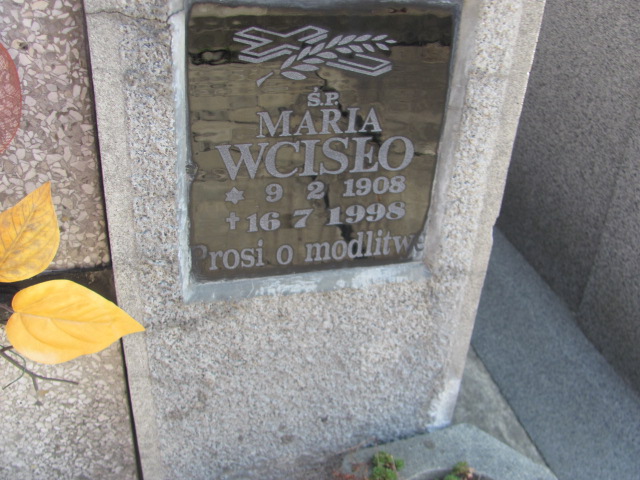 Ś.P.
MARIA
WCISŁO
* 9 2 1908
† 16 7 1998
Prosi o modlitwę